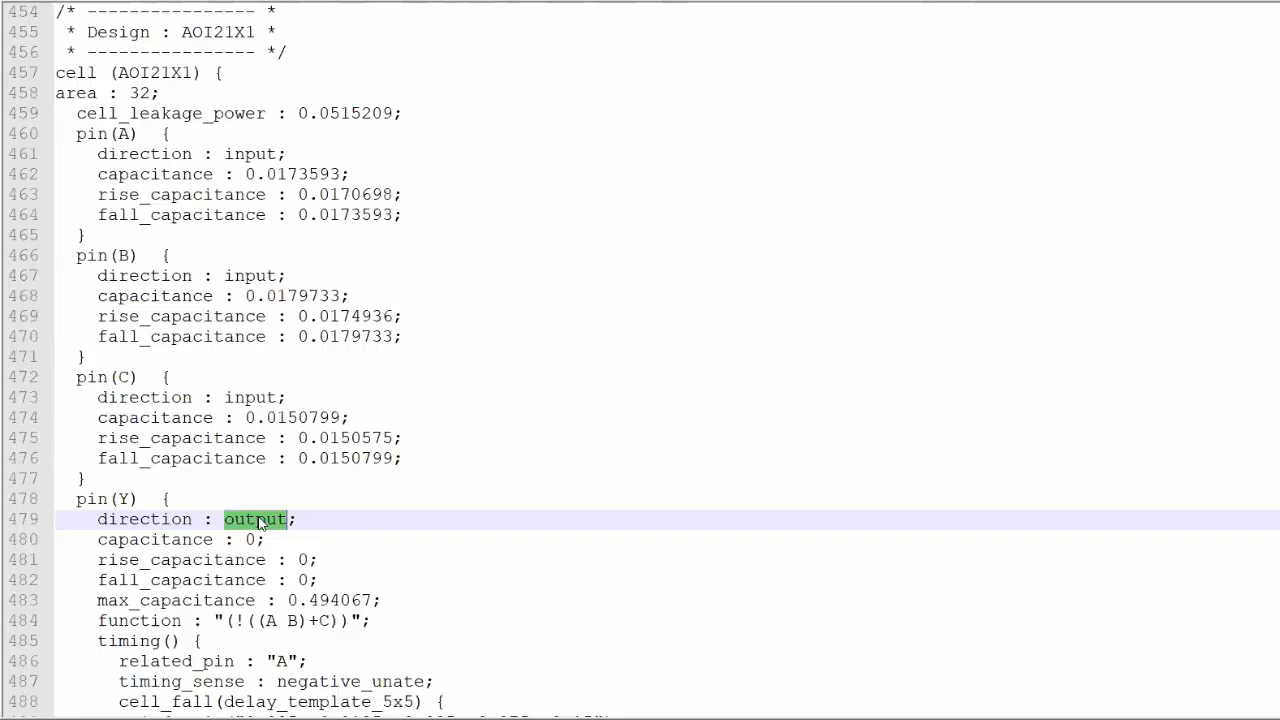 454 /* ---------------- *
455  * Design : AOI21X1 *
456  * ---------------- */
457 cell (AOI21X1) {
458 area : 32;
459   cell_leakage_power : 0.0515209;
460   pin(A)  {
461     direction : input;
462     capacitance : 0.0173593;
463     rise_capacitance : 0.0170698;
464     fall_capacitance : 0.0173593;
465   }
466   pin(B)  {
467     direction : input;
468     capacitance : 0.0179733;
469     rise_capacitance : 0.0174936;
470     fall_capacitance : 0.0179733;
471   }
472   pin(C)  {
473     direction : input;
474     capacitance : 0.0150799;
475     rise_capacitance : 0.0150575;
476     fall_capacitance : 0.0150799;
477   }
478   pin(Y)  {
479     direction : output;
480     capacitance : 0;
481     rise_capacitance : 0;
482     fall_capacitance : 0;
483     max_capacitance : 0.494067;
484     function : "(!((A B)+C))";
485     timing() {
486       related_pin : "A";
487       timing_sense : negative_unate;
488       cell_fall(delay_template_5x5) {